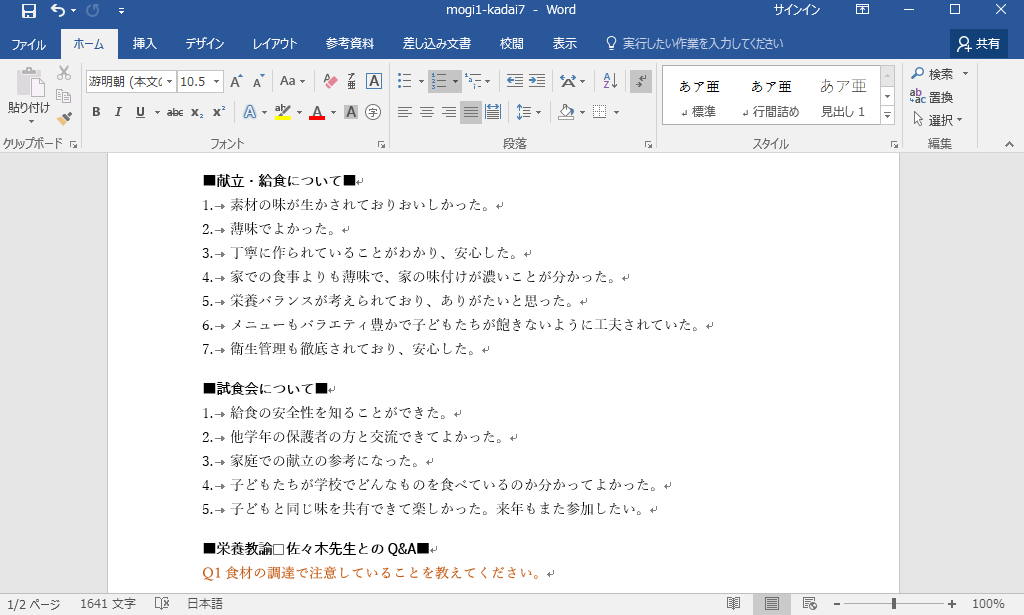 mogi1-kadai7 - Word
サインイン
ファイル ホーム 挿入 デザイン レイアウト 参考資料 差し込み文書 校閲 表示 実行したい作業を入力してください 共有
貼り付け
游明朝 (本文の 10.5 A A Aa A
B I U abc x₂ x² A ab A A 字
あア亜 あア亜 あア亜
↲ 標準 ↲ 行間詰め 見出し 1
検索
置換
選択
クリップボード フォント 段落 スタイル 編集
■献立・給食について■↲
1.→ 素材の味が生かされておりおいしかった。↲
2.→ 薄味でよかった。↲
3.→ 丁寧に作られていることがわかり、安心した。↲
4.→ 家での食事よりも薄味で、家の味付けが濃いことが分かった。↲
5.→ 栄養バランスが考えられており、ありがたいと思った。↲
6.→ メニューもバラエティ豊かで子どもたちが飽きないように工夫されていた。↲
7.→ 衛生管理も徹底されており、安心した。↲
■試食会について■↲
1.→ 給食の安全性を知ることができた。↲
2.→ 他学年の保護者の方と交流できてよかった。↲
3.→ 家庭での献立の参考になった。↲
4.→ 子どもたちが学校でどんなものを食べているのか分かってよかった。↲
5.→ 子どもと同じ味を共有できて楽しかった。来年もまた参加したい。↲
■栄養教諭□佐々木先生との Q&A■↲
Q1 食材の調達で注意していることを教えてください。↲
1/2 ページ 1641 文字 日本語 100%